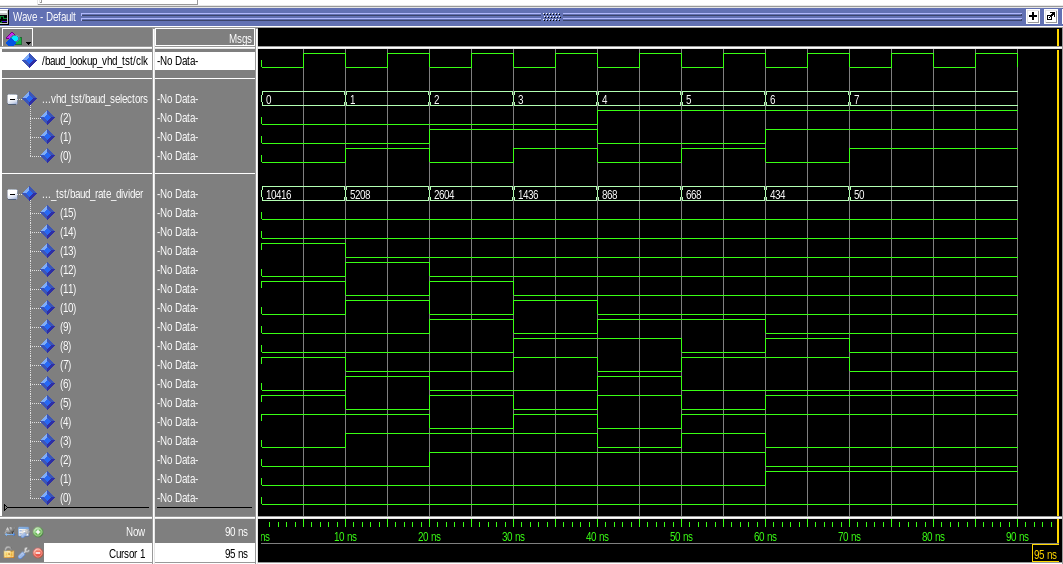 Wave - Default
Msgs
/baud_lookup_vhd_tst/clk -No Data-
...vhd_tst/baud_selectors -No Data- 0 1 2 3 4 5 6 7
(2) -No Data-
(1) -No Data-
(0) -No Data-
..._tst/baud_rate_divider -No Data- 10416 5208 2604 1436 868 668 434 50
(15) -No Data-
(14) -No Data-
(13) -No Data-
(12) -No Data-
(11) -No Data-
(10) -No Data-
(9) -No Data-
(8) -No Data-
(7) -No Data-
(6) -No Data-
(5) -No Data-
(4) -No Data-
(3) -No Data-
(2) -No Data-
(1) -No Data-
(0) -No Data-
Now 90 ns ns 10 ns 20 ns 30 ns 40 ns 50 ns 60 ns 70 ns 80 ns 90 ns
Cursor 1 95 ns 95 ns